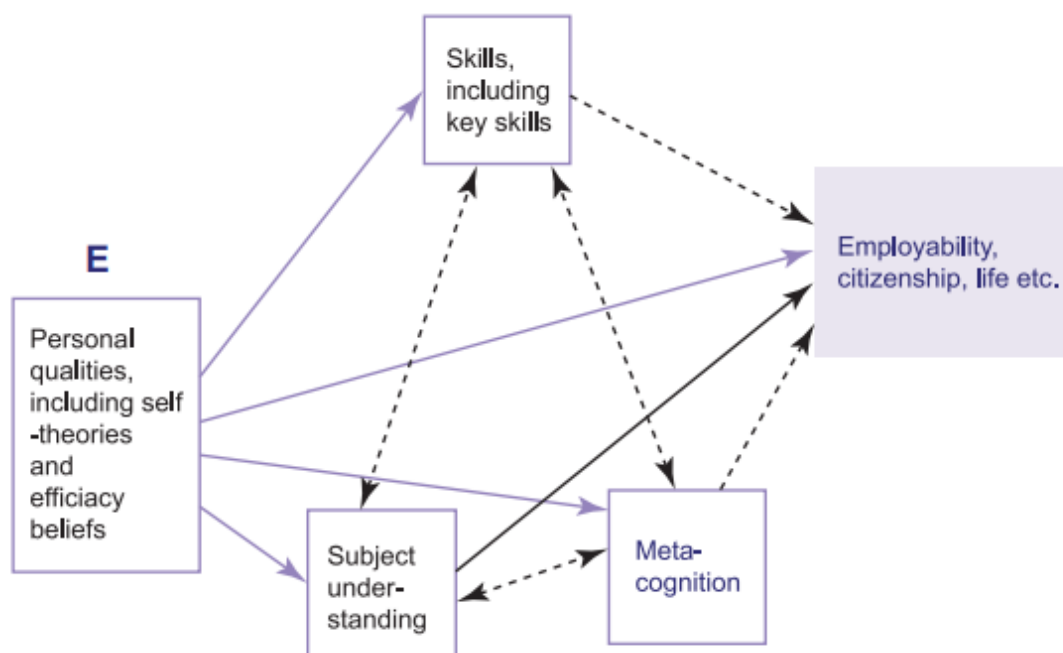 Skills,
including
key skills
Employability,
citizenship, life etc.
E
Personal
qualities,
including self
-theories
and
efficiacy
beliefs
Subject
under-
standing
Meta-
cognition